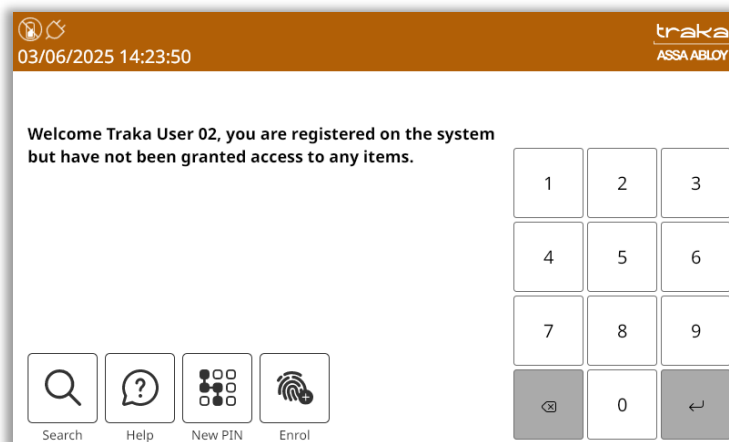 traka
03/06/2025 14:23:50
ASSA ABLOY
Welcome Traka User 02, you are registered on the system
but have not been granted access to any items.
1 2 3
4 5 6
7 8 9
0
Search Help New PIN Enrol